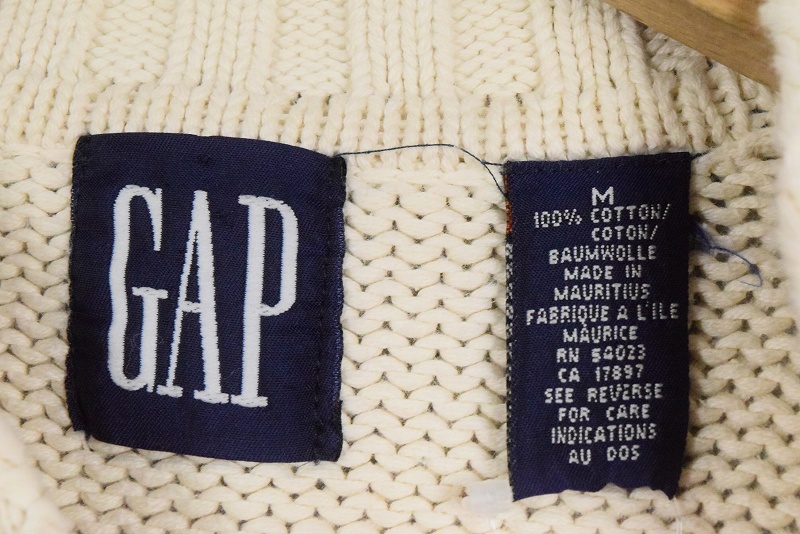 GAP
M
100% COTTON/
COTON/
BAUMWOLLE
MADE IN
MAURITIUS
FABRIQUE A L'ILE
MAURICE
RN 54023
CA 17897
SEE REVERSE
FOR CARE
INDICATIONS
AU DOS